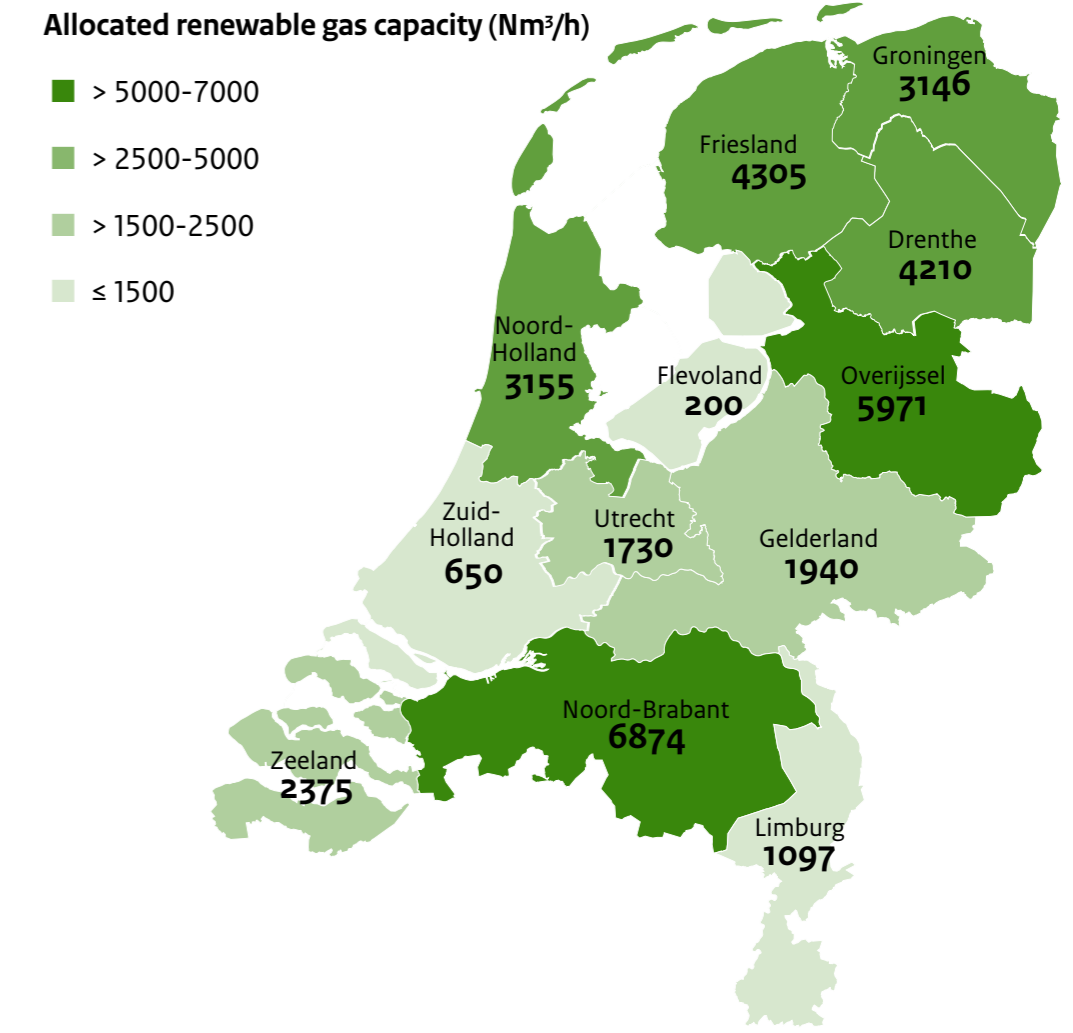 Allocated renewable gas capacity (Nm³/h)
> 5000-7000
> 2500-5000
> 1500-2500
≤ 1500
Groningen
3146
Friesland
4305
Drenthe
4210
Noord-
Holland
3155
Flevoland
200
Overijssel
5971
Zuid-
Holland
650
Utrecht
1730
Gelderland
1940
Noord-Brabant
6874
Zeeland
2375
Limburg
1097